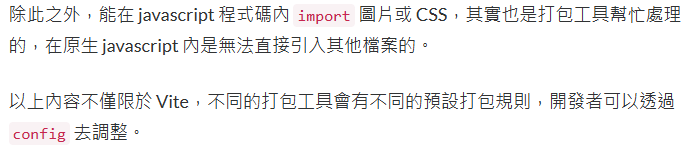 除此之外，能在 javascript 程式碼內 import 圖片或 CSS，其實也是打包工具幫忙處理
的，在原生 javascript 內是無法直接引入其他檔案的。
以上內容不僅限於 Vite，不同的打包工具會有不同的預設打包規則，開發者可以透過
config 去調整。